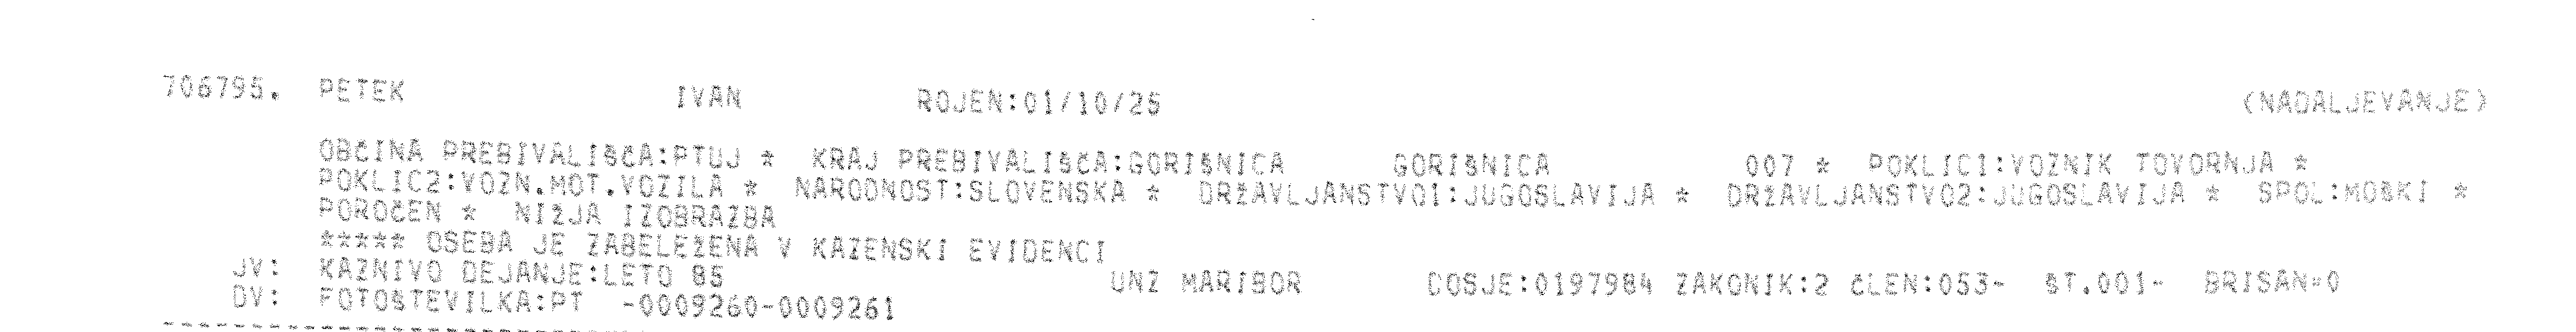 706795. PETEK IVAN ROJEN:01/10/25 (NADALJEVANJE)
OBČINA PREBIVALIŠČA:PTUJ * KRAJ PREBIVALIŠČA:GORIŠNICA GORIŠNICA 007 * POKLIC1:VOZNIK TOVORNJA *
POKLIC2:VOZN.MOT.VOZILA * NARODNOST:SLOVENSKA * DRŽAVLJANSTVO1:JUGOSLAVIJA * DRŽAVLJANSTVO2:JUGOSLAVIJA * SPOL:MOŠKI *
POROČEN * NIŽJA IZOBRAZBA
***** OSEBA JE ZABELEŽENA V KAZENSKI EVIDENCI
JV: KAZNIVO DEJANJE:LETO 85 UNZ MARIBOR DOSJE:0197984 ZAKONIK:2 ČLEN:053- ŠT.001- BRISAN=0
DV: FOTOŠTEVILKA:PT -0009260-0009261